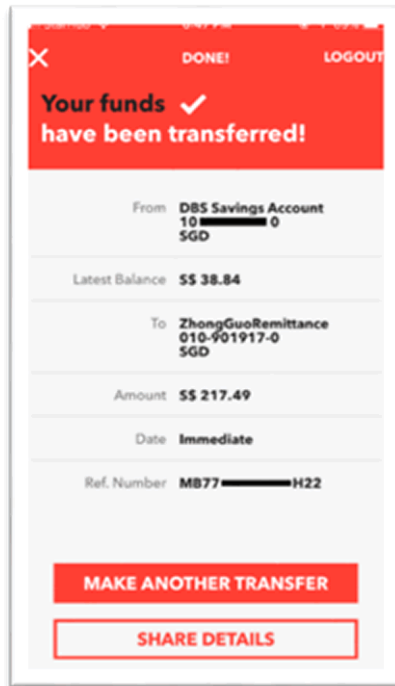 DONE!
LOGOUT
Your funds
have been transferred!
From DBS Savings Account
10 0
SGD
Latest Balance S$ 38.84
To ZhongGuoRemittance
010-901917-0
SGD
Amount S$ 217.49
Date Immediate
Ref. Number MB77 H22
MAKE ANOTHER TRANSFER
SHARE DETAILS